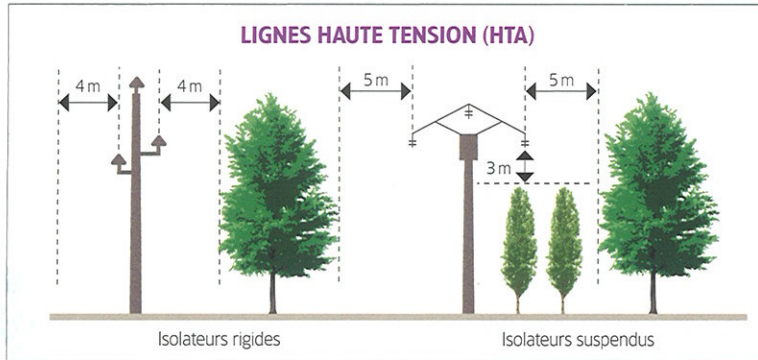 LIGNES HAUTE TENSION (HTA)
4 m
4 m
5 m
5 m
3 m
Isolateurs rigides
Isolateurs suspendus